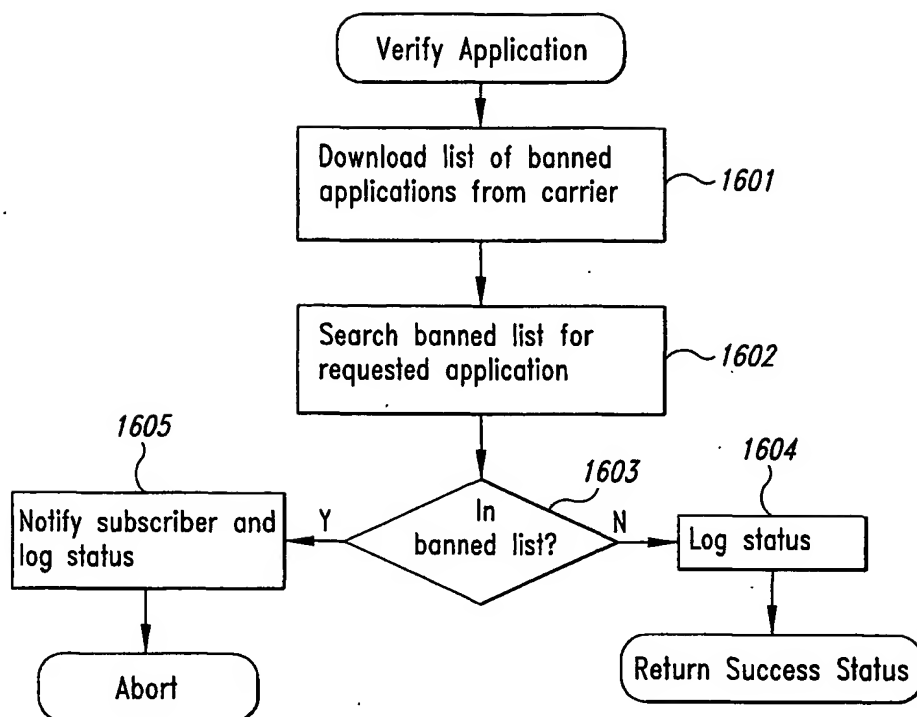 Verify Application
Download list of banned
applications from carrier
1601
Search banned list for
requested application
1602
1605
1603
1604
Notify subscriber and
log status
Y
In
banned list?
N
Log status
Abort
Return Success Status